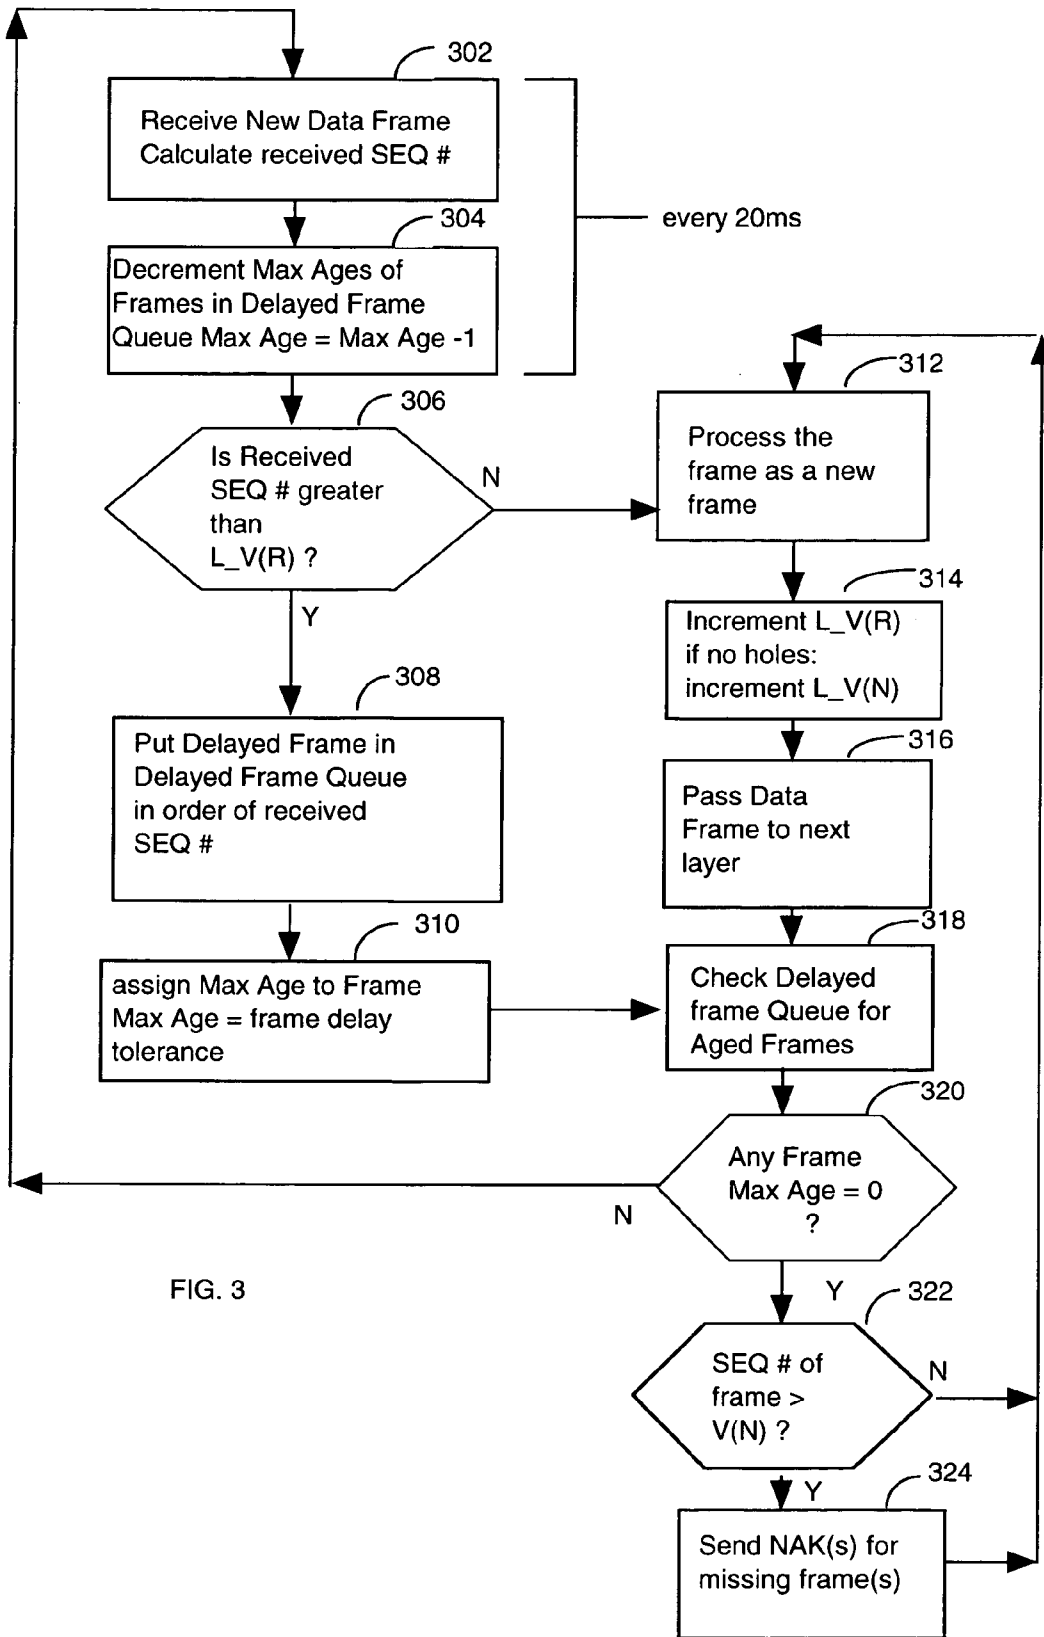 302
Receive New Data Frame
Calculate received SEQ #
every 20ms
304
Decrement Max Ages of
Frames in Delayed Frame
Queue Max Age = Max Age -1
306
Is Received
SEQ # greater
than
L_V(R) ?
N
Y
308
Put Delayed Frame in
Delayed Frame Queue
in order of received
SEQ #
310
assign Max Age to Frame
Max Age = frame delay
tolerance
312
Process the
frame as a new
frame
314
Increment L_V(R)
if no holes:
increment L_V(N)
316
Pass Data
Frame to next
layer
318
Check Delayed
frame Queue for
Aged Frames
320
Any Frame
Max Age = 0
?
N
Y
322
SEQ # of
frame >
V(N) ?
N
Y
324
Send NAK(s) for
missing frame(s)
FIG. 3